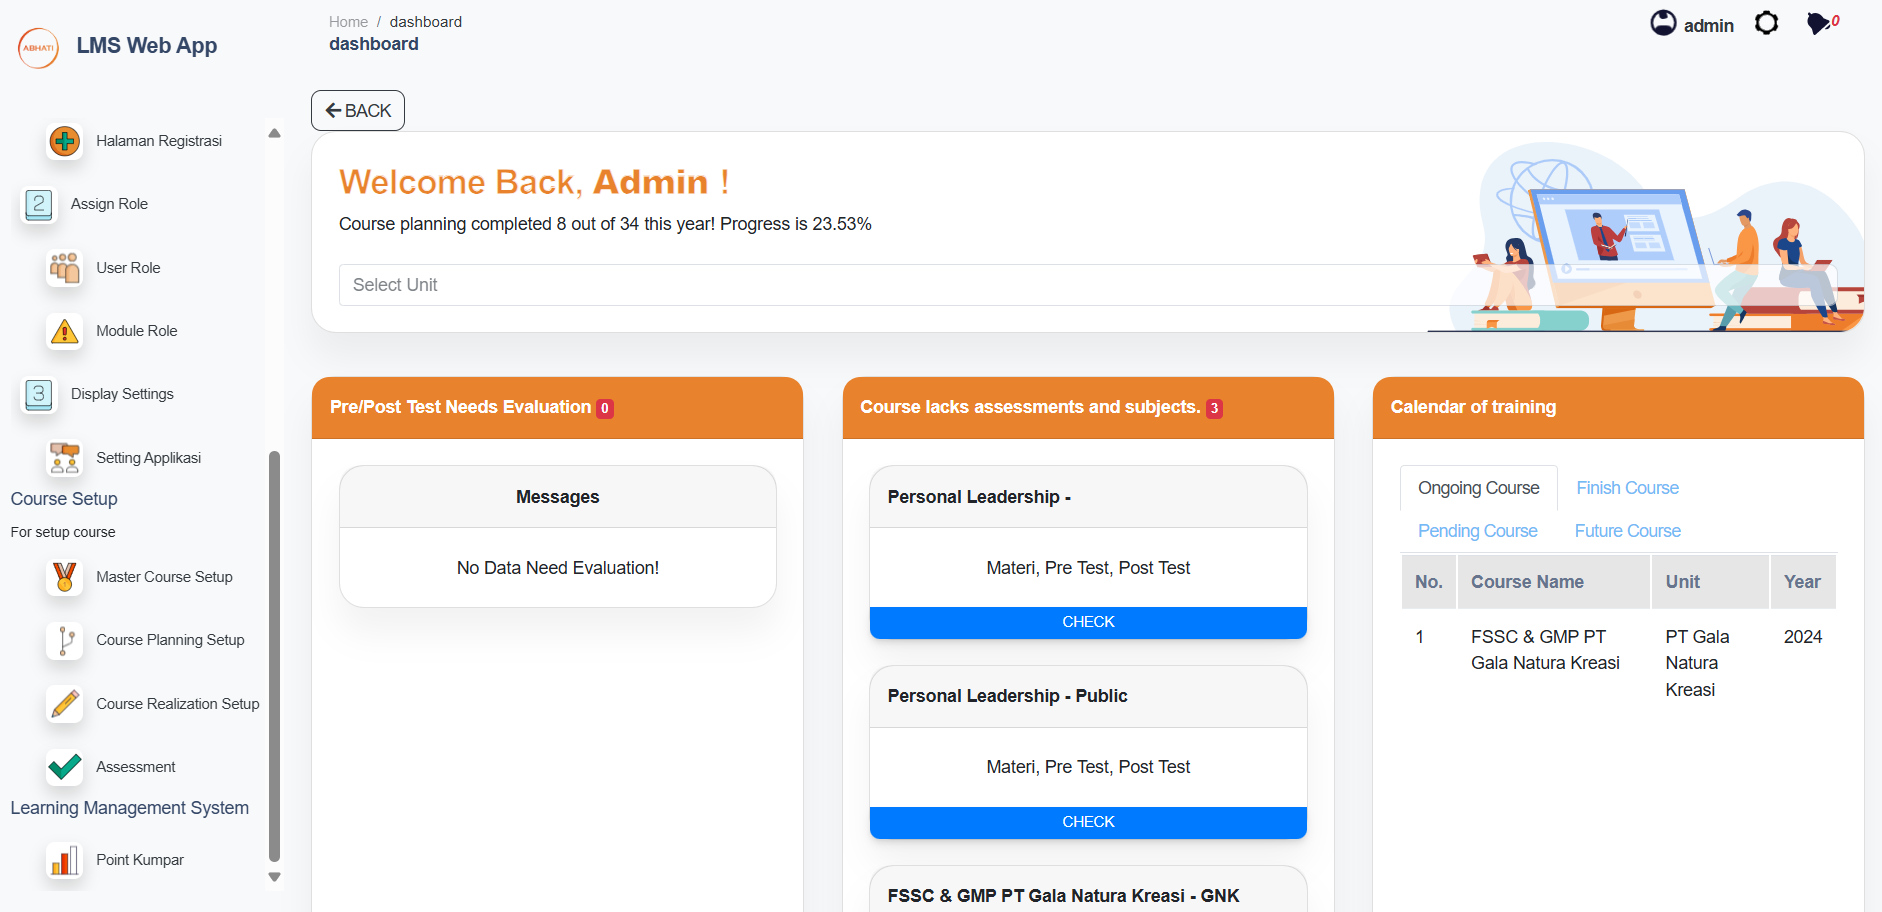 ABHATI
LMS Web App
Home / dashboard
dashboard
admin
0
Halaman Registrasi
2
Assign Role
User Role
Module Role
3
Display Settings
Setting Applikasi
Course Setup
For setup course
Master Course Setup
Course Planning Setup
Course Realization Setup
Assessment
Learning Management System
Point Kumpar
BACK
Welcome Back, Admin !
Course planning completed 8 out of 34 this year! Progress is 23.53%
Select Unit
Pre/Post Test Needs Evaluation 0
Messages
No Data Need Evaluation!
Course lacks assessments and subjects. 3
Personal Leadership -
Materi, Pre Test, Post Test
CHECK
Personal Leadership - Public
Materi, Pre Test, Post Test
CHECK
FSSC & GMP PT Gala Natura Kreasi - GNK
Calendar of training
Ongoing Course Finish Course
Pending Course Future Course
No. Course Name Unit Year
1 FSSC & GMP PT PT Gala 2024
Gala Natura Kreasi Natura
Kreasi